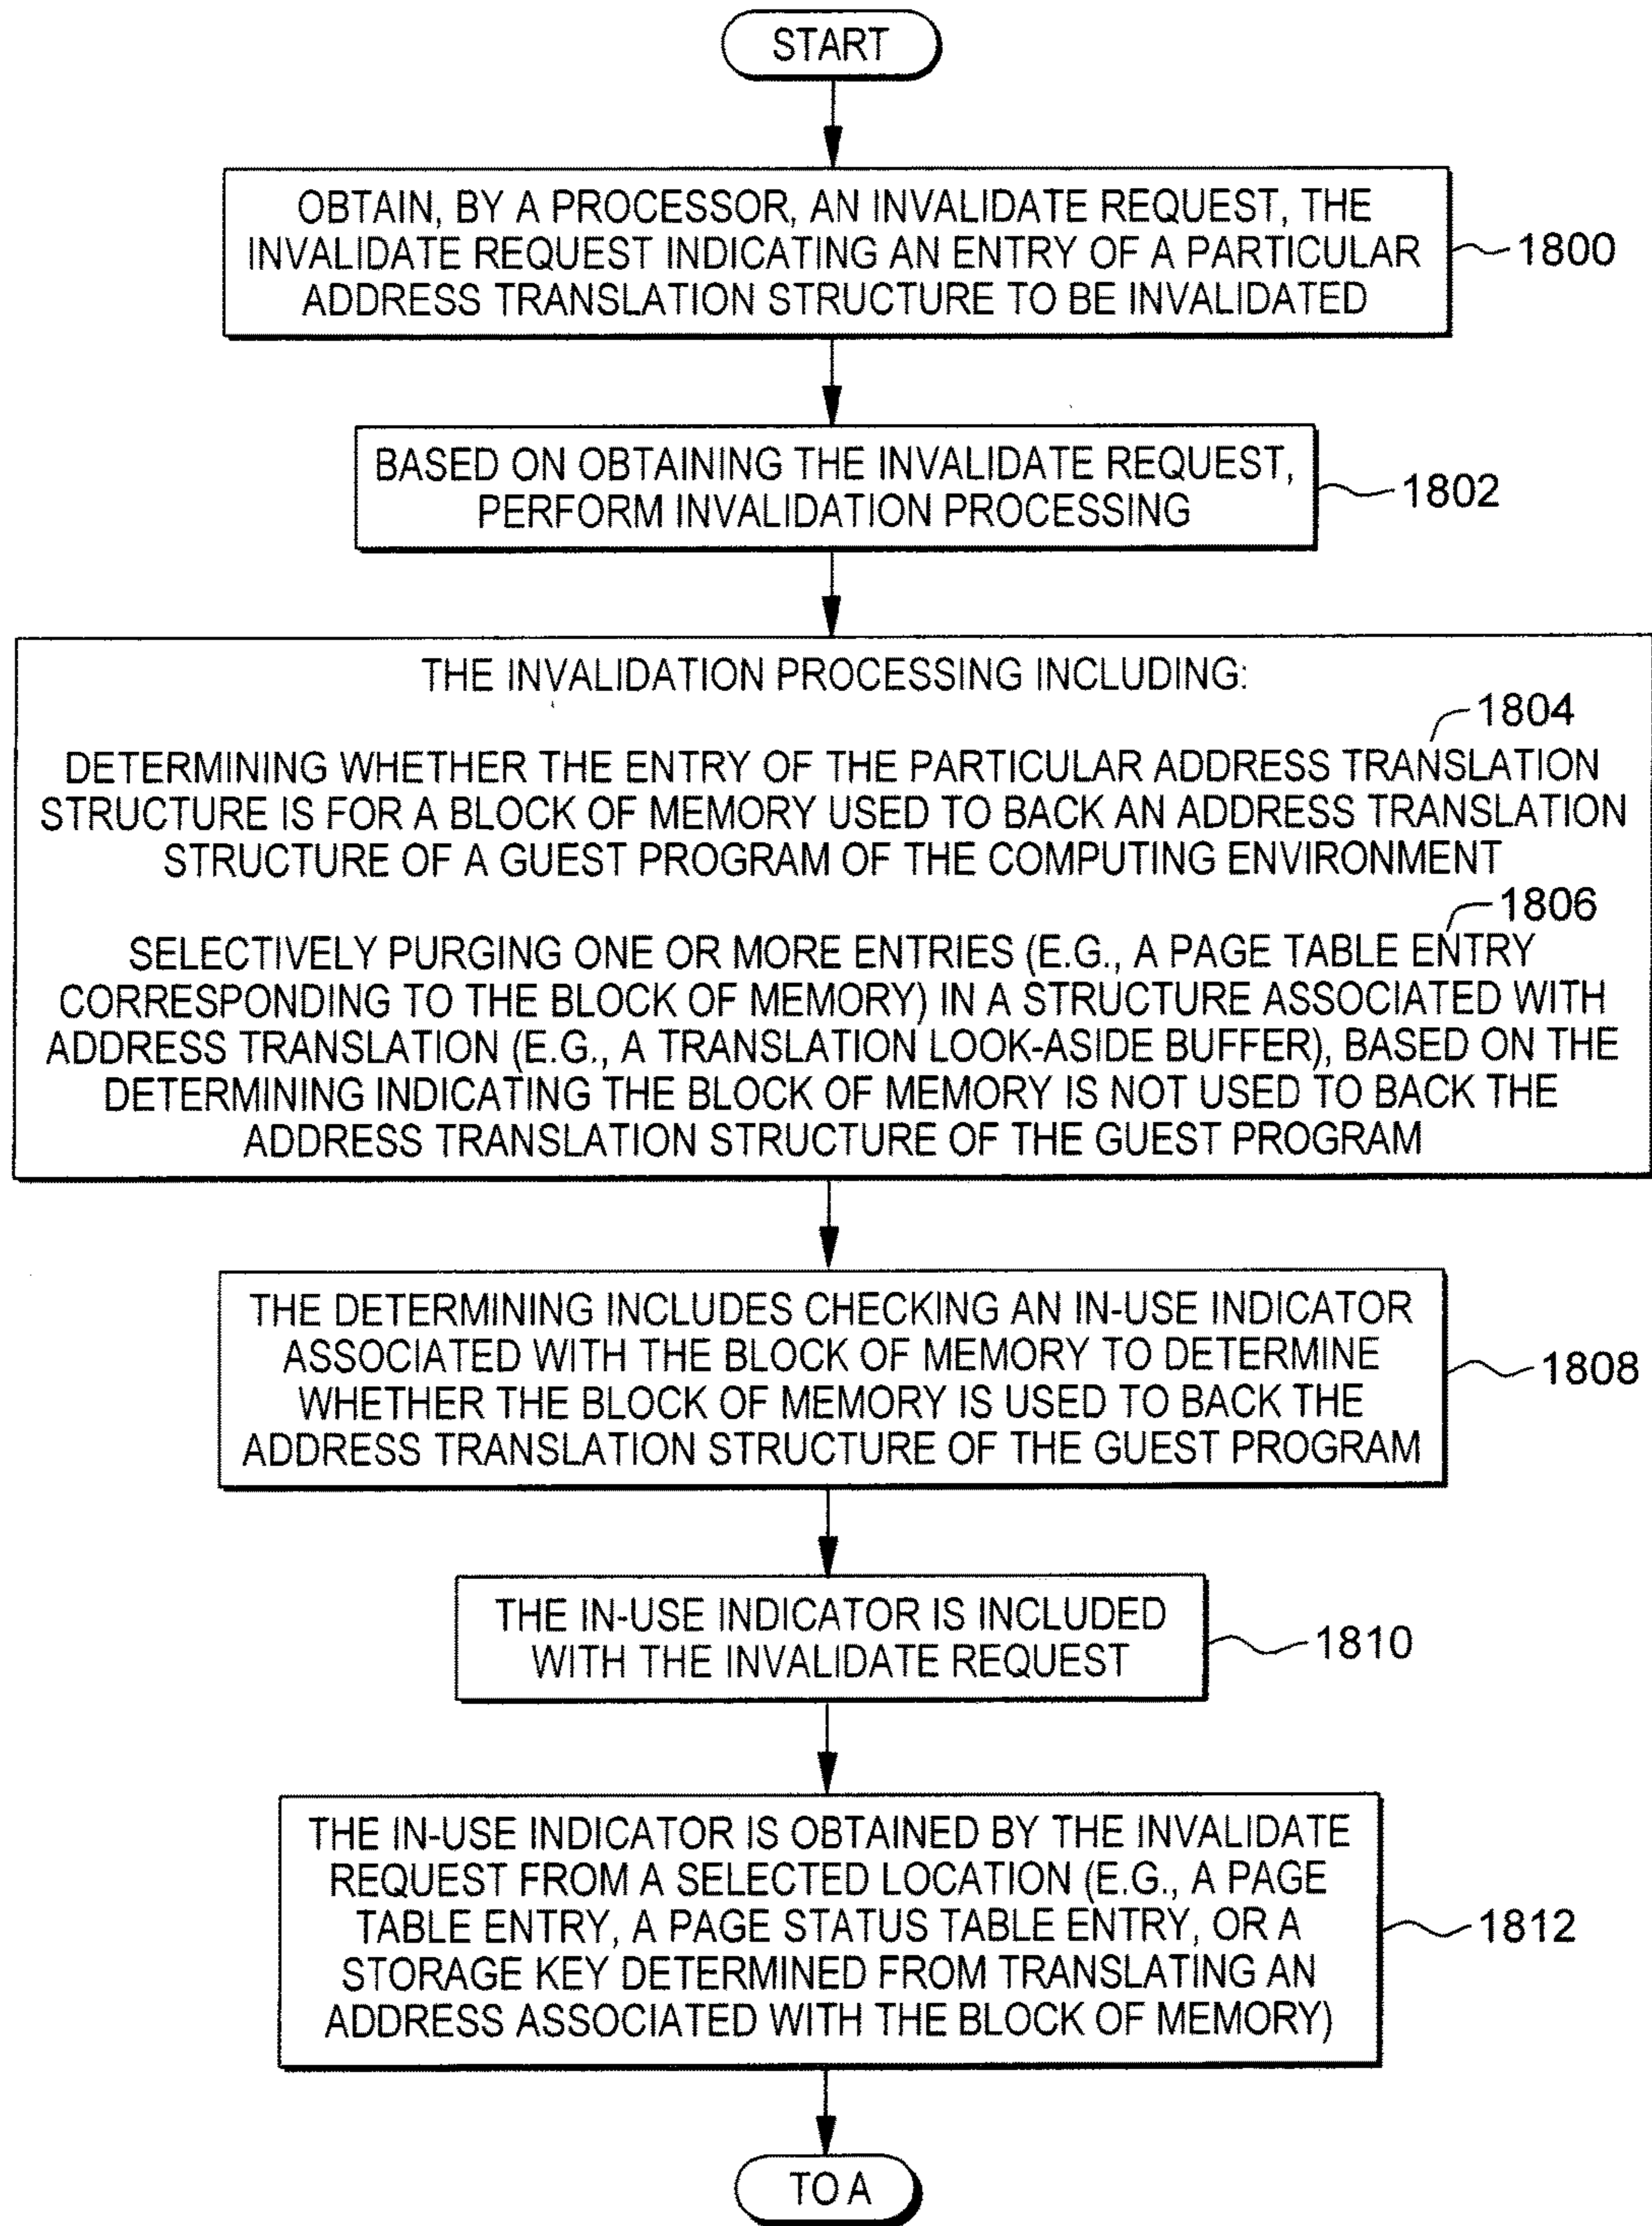 START
OBTAIN, BY A PROCESSOR, AN INVALIDATE REQUEST, THE
INVALIDATE REQUEST INDICATING AN ENTRY OF A PARTICULAR
ADDRESS TRANSLATION STRUCTURE TO BE INVALIDATED
1800
BASED ON OBTAINING THE INVALIDATE REQUEST,
PERFORM INVALIDATION PROCESSING
1802
THE INVALIDATION PROCESSING INCLUDING:
1804
DETERMINING WHETHER THE ENTRY OF THE PARTICULAR ADDRESS TRANSLATION
STRUCTURE IS FOR A BLOCK OF MEMORY USED TO BACK AN ADDRESS TRANSLATION
STRUCTURE OF A GUEST PROGRAM OF THE COMPUTING ENVIRONMENT
1806
SELECTIVELY PURGING ONE OR MORE ENTRIES (E.G., A PAGE TABLE ENTRY
CORRESPONDING TO THE BLOCK OF MEMORY) IN A STRUCTURE ASSOCIATED WITH
ADDRESS TRANSLATION (E.G., A TRANSLATION LOOK-ASIDE BUFFER), BASED ON THE
DETERMINING INDICATING THE BLOCK OF MEMORY IS NOT USED TO BACK THE
ADDRESS TRANSLATION STRUCTURE OF THE GUEST PROGRAM
THE DETERMINING INCLUDES CHECKING AN IN-USE INDICATOR
ASSOCIATED WITH THE BLOCK OF MEMORY TO DETERMINE
WHETHER THE BLOCK OF MEMORY IS USED TO BACK THE
ADDRESS TRANSLATION STRUCTURE OF THE GUEST PROGRAM
1808
THE IN-USE INDICATOR IS INCLUDED
WITH THE INVALIDATE REQUEST
1810
THE IN-USE INDICATOR IS OBTAINED BY THE INVALIDATE
REQUEST FROM A SELECTED LOCATION (E.G., A PAGE
TABLE ENTRY, A PAGE STATUS TABLE ENTRY, OR A
STORAGE KEY DETERMINED FROM TRANSLATING AN
ADDRESS ASSOCIATED WITH THE BLOCK OF MEMORY)
1812
TO A